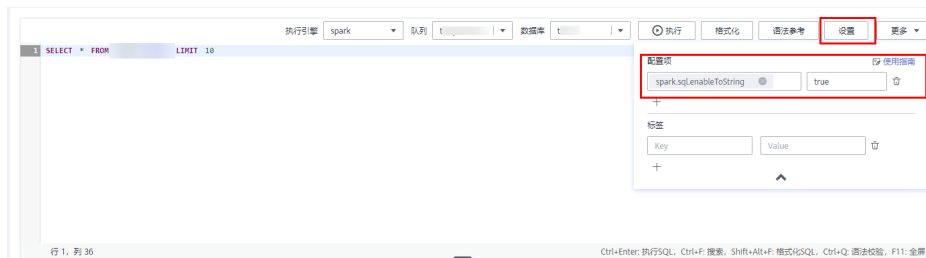 执行引擎 spark 队列 t 数据库 t 执行 格式化 语法参考 设置 更多
1 SELECT * FROM LIMIT 10
配置项 使用指南
spark.sql.enableToString true
标签
Key Value
行 1，列 36 Ctrl+Enter: 执行SQL，Ctrl+F: 搜索，Shift+Alt+F: 格式化SQL，Ctrl+Q: 语法校验，F11: 全屏